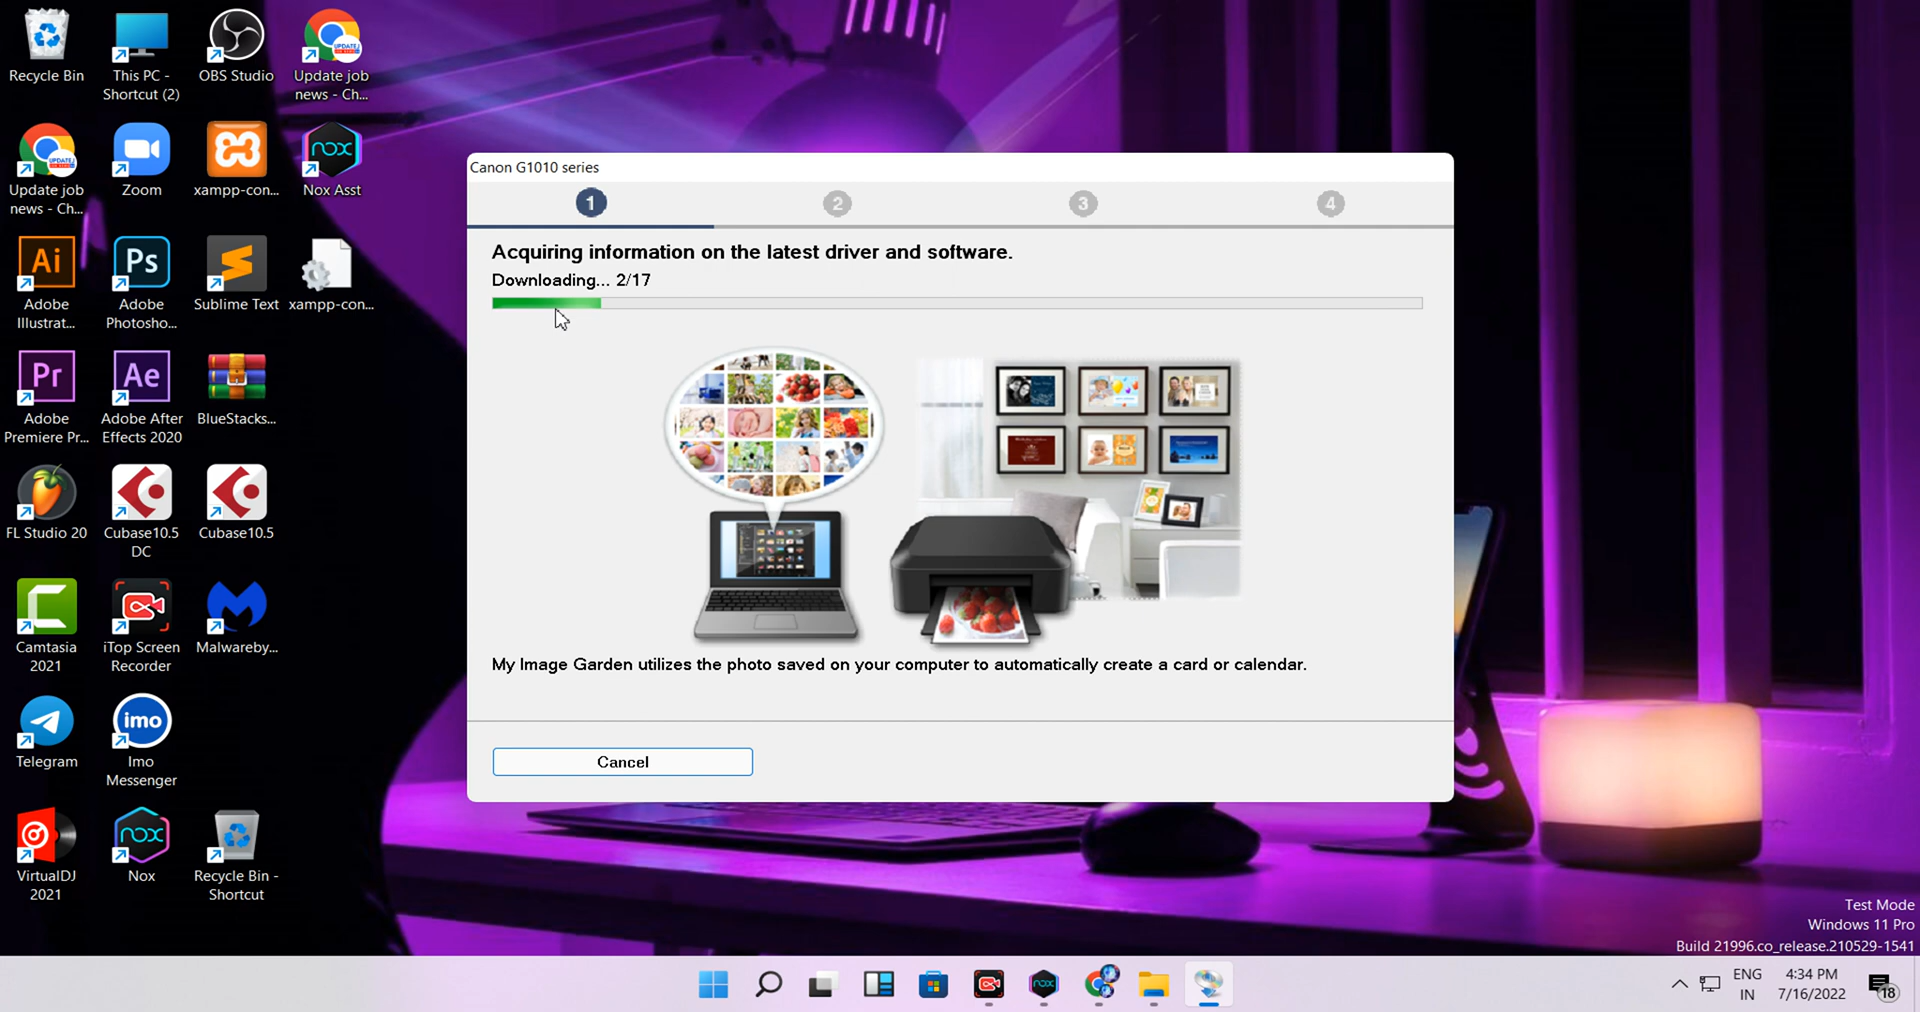 Recycle Bin
This PC -
Shortcut (2)
OBS Studio
UPDATE
Update job
news - Ch...
UPDATE
Update job
news - Ch...
Zoom
xampp-con...
nox
Nox Asst
Ai
Adobe
Illustrat...
Ps
Adobe
Photosho...
Sublime Text
xampp-con...
Pr
Adobe
Premiere Pr...
Ae
Adobe After
Effects 2020
BlueStacks...
FL Studio 20
Cubase10.5
DC
Cubase10.5
Camtasia
2021
iTop Screen
Recorder
Malwareby...
Telegram
imo
Imo
Messenger
VirtualDJ
2021
nox
Nox
Recycle Bin -
Shortcut
Canon G1010 series
1
2
3
4
Acquiring information on the latest driver and software.
Downloading... 2/17
My Image Garden utilizes the photo saved on your computer to automatically create a card or calendar.
Cancel
Test Mode
Windows 11 Pro
Build 21996.co_release.210529-1541
nox
ENG
IN
4:34 PM
7/16/2022
18